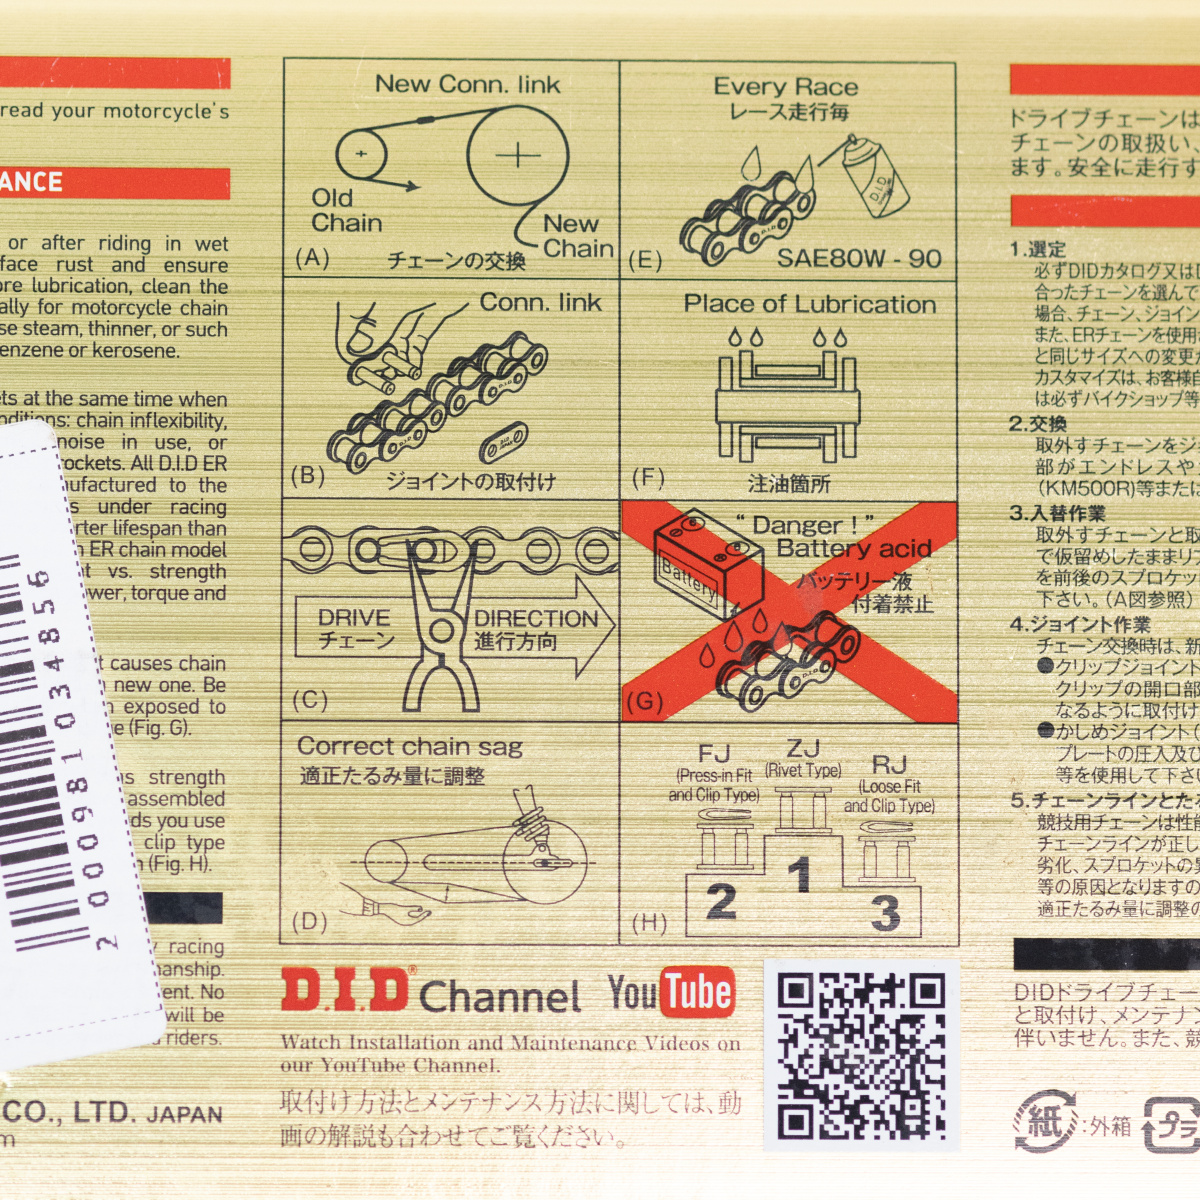 read your motorcycle's
ANCE
or after riding in wet
face rust and ensure
ore lubrication, clean the
ally for motorcycle chain
se steam, thinner, or such
enzene or kerosene.
ets at the same time when
nditions: chain inflexibility,
noise in use, or
rockets. All D.I.D ER
nufactured to the
s under racing
rter lifespan than
n ER chain model
t vs. strength
ower, torque and
t causes chain
new one. Be
n exposed to
e (Fig. G).
s strength
assembled
ds you use
clip type
n (Fig. H).
y racing
manship.
ent. No
will be
riders.
CO., LTD. JAPAN
m
2000981034856
New Conn. link
Old
Chain
New
Chain
(A)
チェーンの交換
Every Race
レース走行毎
D.I.D
D.I.D
(E)
SAE80W - 90
Conn. link
D.I.D
D.I.D
(B)
ジョイントの取付け
Place of Lubrication
(F)
注油箇所
DRIVE
チェーン
DIRECTION
進行方向
(C)
"Danger !"
Battery acid
バッテリー液
付着禁止
Battery
D.I.D
(G)
Correct chain sag
適正たるみ量に調整
(D)
FJ
(Press-in Fit
and Clip Type)
ZJ
(Rivet Type)
RJ
(Loose Fit
and Clip Type)
1
2
3
(H)
D.I.D® Channel YouTube
Watch Installation and Maintenance Videos on
our YouTube Channel.
取付け方法とメンテナンス方法に関しては、動
画の解説も合わせてご覧ください。
ドライブチェーンは
チェーンの取扱い、
ます。安全に走行す
1.選定
必ずDIDカタログ又はD
合ったチェーンを選んで
場合、チェーン、ジョイン
また、ERチェーンを使用
と同じサイズへの変更
カスタマイズは、お客様自
は必ずバイクショップ等
2.交換
取外すチェーンをジ
部がエンドレスや
(KM500R)等または
3.入替作業
取外すチェーンと取
で仮留めしたままリ
を前後のスプロケッ
下さい。(A図参照)
4.ジョイント作業
チェーン交換時は、新
●クリップジョイント
クリップの開口部
なるように取付け
●かしめジョイント(
プレートの圧入及び
等を使用して下さい
5.チェーンラインとたる
競技用チェーンは性能
チェーンラインが正し
劣化、スプロケットの異
等の原因となりますの
適正たるみ量に調整の
DIDドライブチェー
と取付け、メンテナン
伴いません。また、競
紙:外箱 プラ